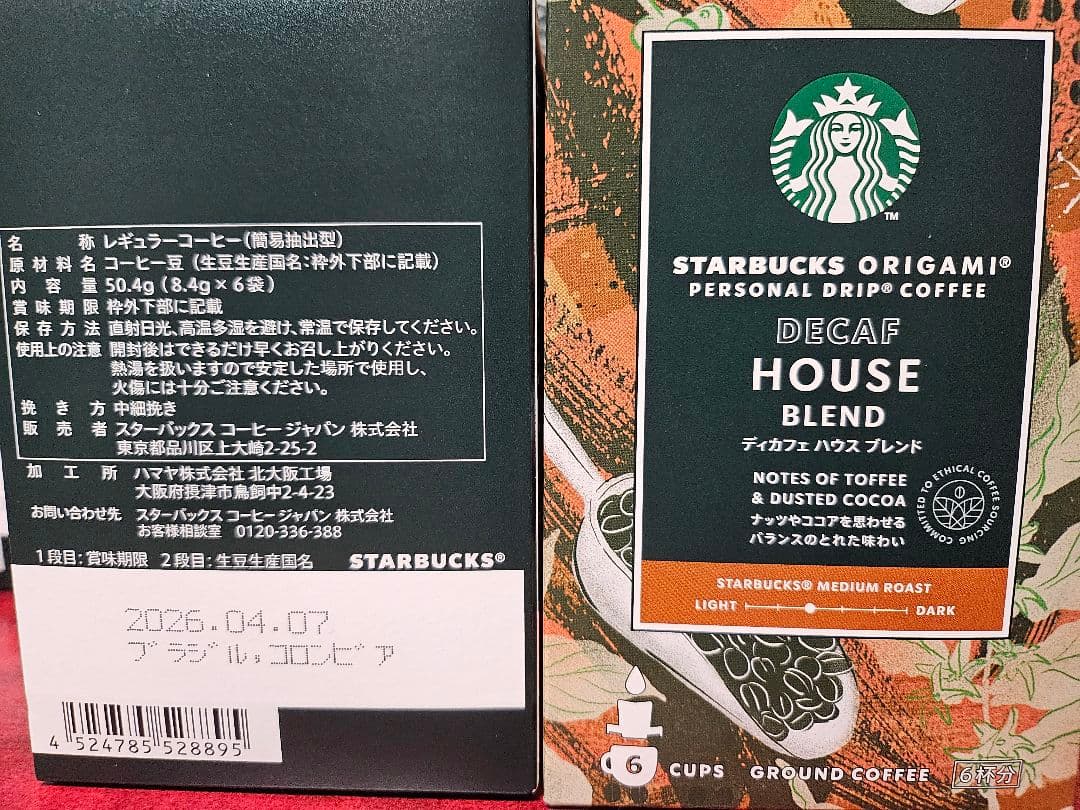 名称 レギュラーコーヒー(簡易抽出型)
原材料名 コーヒー豆(生豆生産国名:枠外下部に記載)
内容量 50.4g(8.4g×6袋)
賞味期限 枠外下部に記載
保存方法 直射日光、高温多湿を避け、常温で保存してください。
使用上の注意 開封後はできるだけ早くお召し上がりください。
熱湯を扱いますので安定した場所で使用し、
火傷には十分ご注意ください。
挽き方 中細挽き
販売者 スターバックス コーヒー ジャパン 株式会社
東京都品川区上大崎2-25-2
加工所 ハマヤ株式会社 北大阪工場
大阪府摂津市鳥飼中2-4-23
お問い合わせ先 スターバックス コーヒー ジャパン 株式会社
お客様相談室 0120-336-388
1段目:賞味期限 2段目:生豆生産国名 STARBUCKS®
2026.04.07
ブラジル,コロンビア
4 524785 528895
TM
STARBUCKS ORIGAMI®
PERSONAL DRIP® COFFEE
DECAF
HOUSE
BLEND
ディカフェ ハウス ブレンド
NOTES OF TOFFEE
& DUSTED COCOA
ナッツやココアを思わせる
バランスのとれた味わい
COMMITTED TO ETHICAL COFFEE SOURCING
STARBUCKS® MEDIUM ROAST
LIGHT DARK
6 CUPS GROUND COFFEE 6杯分